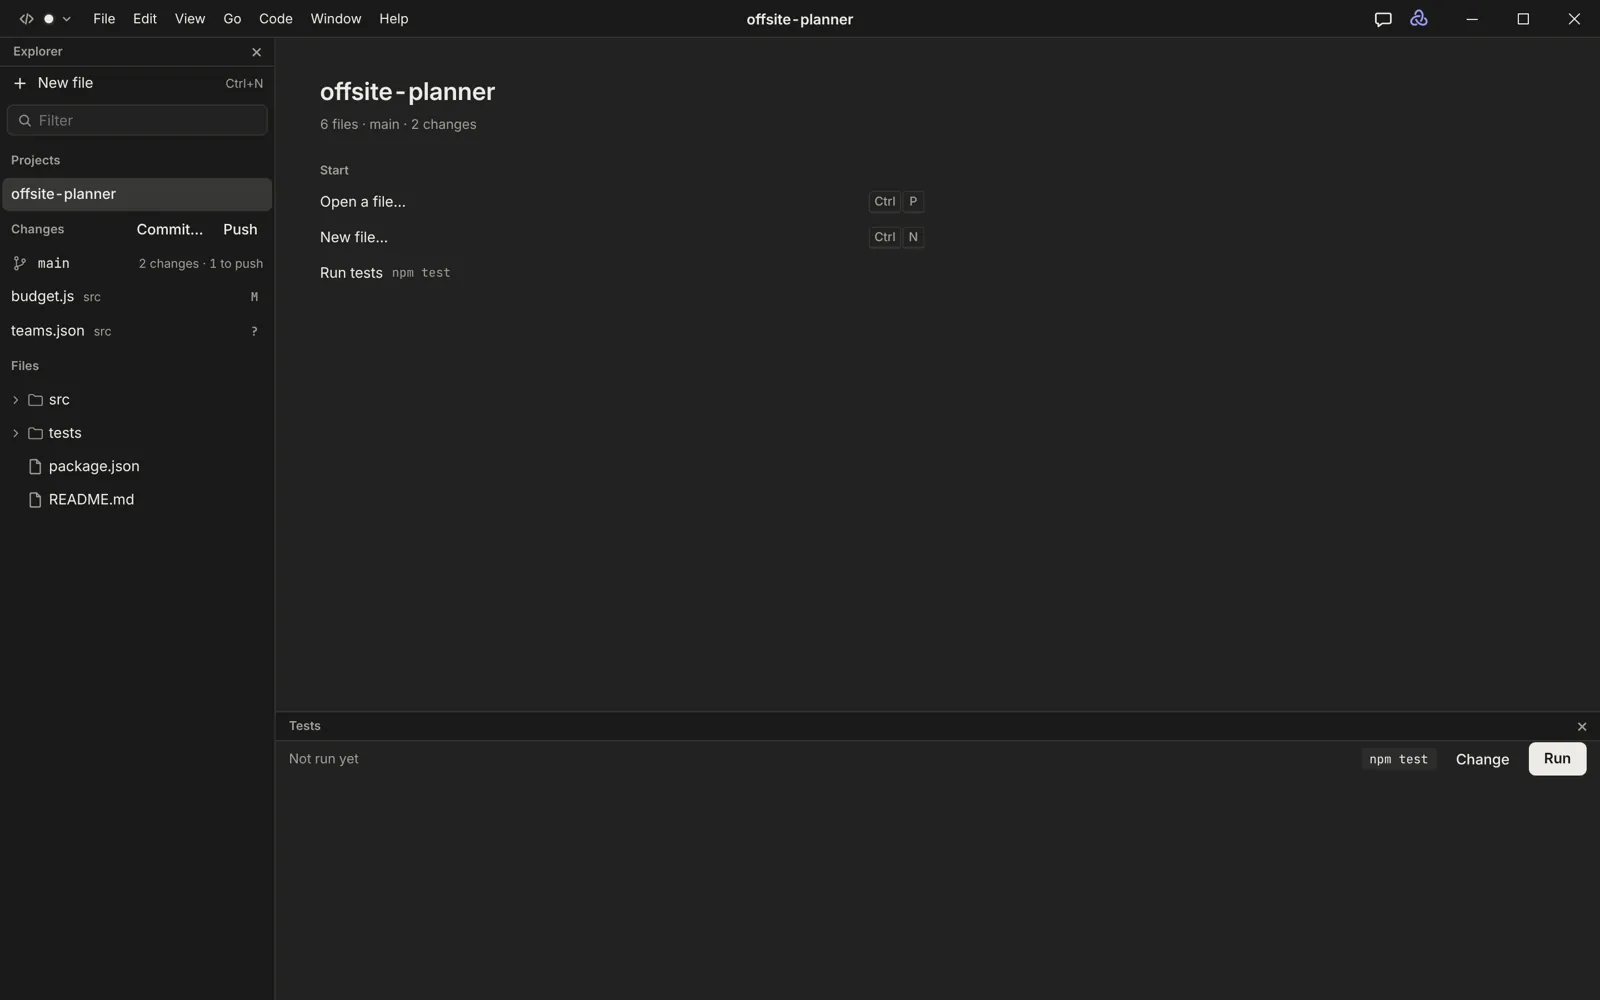 File Edit View Go Code Window Help
offsite-planner
Explorer
New file Ctrl+N
Filter
Projects
offsite-planner
Changes Commit... Push
main 2 changes · 1 to push
budget.js src M
teams.json src ?
Files
src
tests
package.json
README.md
offsite-planner
6 files · main · 2 changes
Start
Open a file... Ctrl P
New file... Ctrl N
Run tests npm test
Tests
Not run yet npm test Change Run